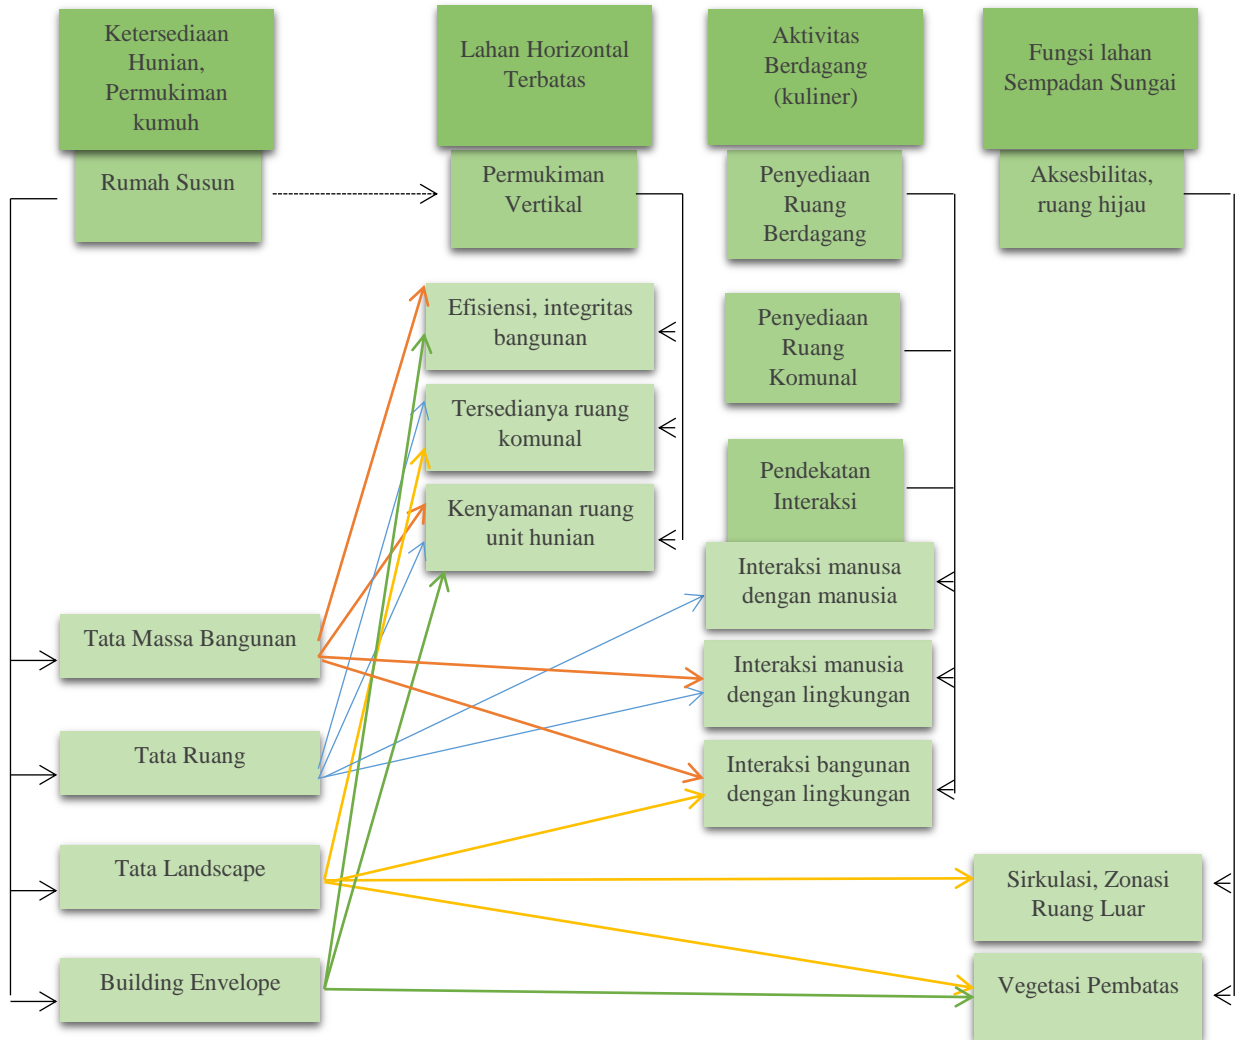 Ketersediaan
Hunian,
Permukiman
kumuh
Lahan Horizontal
Terbatas
Aktivitas
Berdagang
(kuliner)
Fungsi lahan
Sempadan Sungai
Rumah Susun
Permukiman
Vertikal
Penyediaan
Ruang
Berdagang
Aksesbilitas,
ruang hijau
Efisiensi, integritas
bangunan
Penyediaan
Ruang
Komunal
Tersedianya ruang
komunal
Pendekatan
Interaksi
Kenyamanan ruang
unit hunian
Interaksi manusa
dengan manusia
Tata Massa Bangunan
Interaksi manusia
dengan lingkungan
Tata Ruang
Interaksi bangunan
dengan lingkungan
Tata Landscape
Sirkulasi, Zonasi
Ruang Luar
Building Envelope
Vegetasi Pembatas